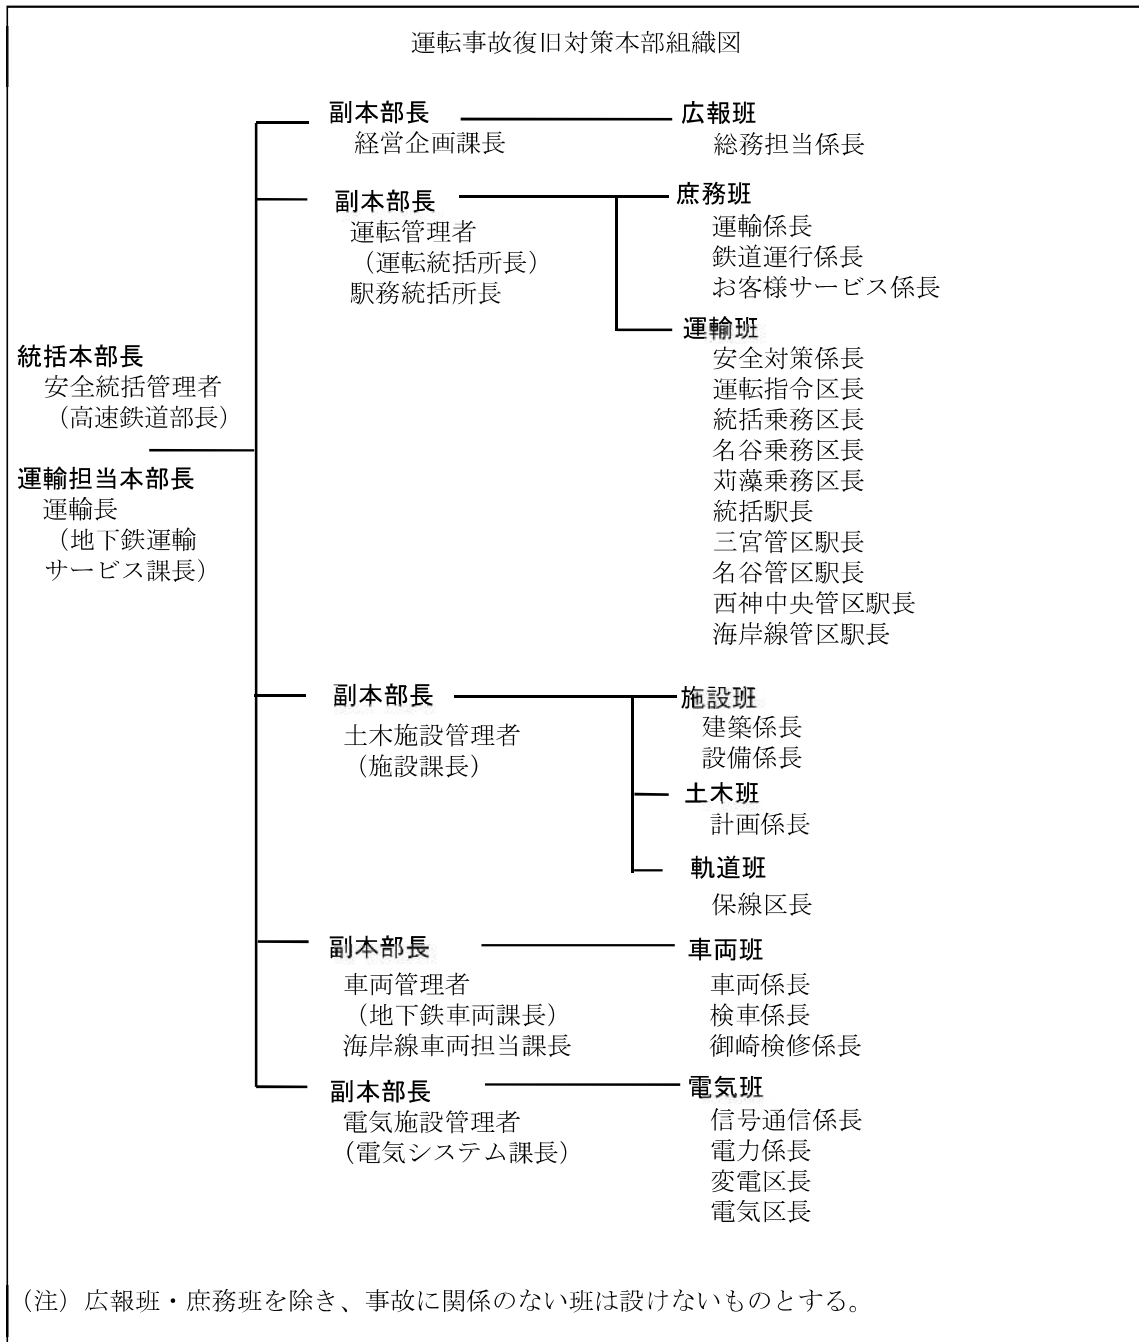 運転事故復旧対策本部組織図
統括本部長
安全統括管理者
（高速鉄道部長）
運輸担当本部長
運輸長
（地下鉄運輸
サービス課長）
副本部長
経営企画課長
広報班
総務担当係長
副本部長
運転管理者
（運転統括所長）
駅務統括所長
庶務班
運輸係長
鉄道運行係長
お客様サービス係長
運輸班
安全対策係長
運転指令区長
統括乗務区長
名谷乗務区長
苅藻乗務区長
統括駅長
三宮管区駅長
名谷管区駅長
西神中央管区駅長
海岸線管区駅長
副本部長
土木施設管理者
（施設課長）
施設班
建築係長
設備係長
土木班
計画係長
軌道班
保線区長
副本部長
車両管理者
（地下鉄車両課長）
海岸線車両担当課長
車両班
車両係長
検車係長
御崎検修係長
副本部長
電気施設管理者
（電気システム課長）
電気班
信号通信係長
電力係長
変電区長
電気区長
（注）広報班・庶務班を除き、事故に関係のない班は設けないものとする。